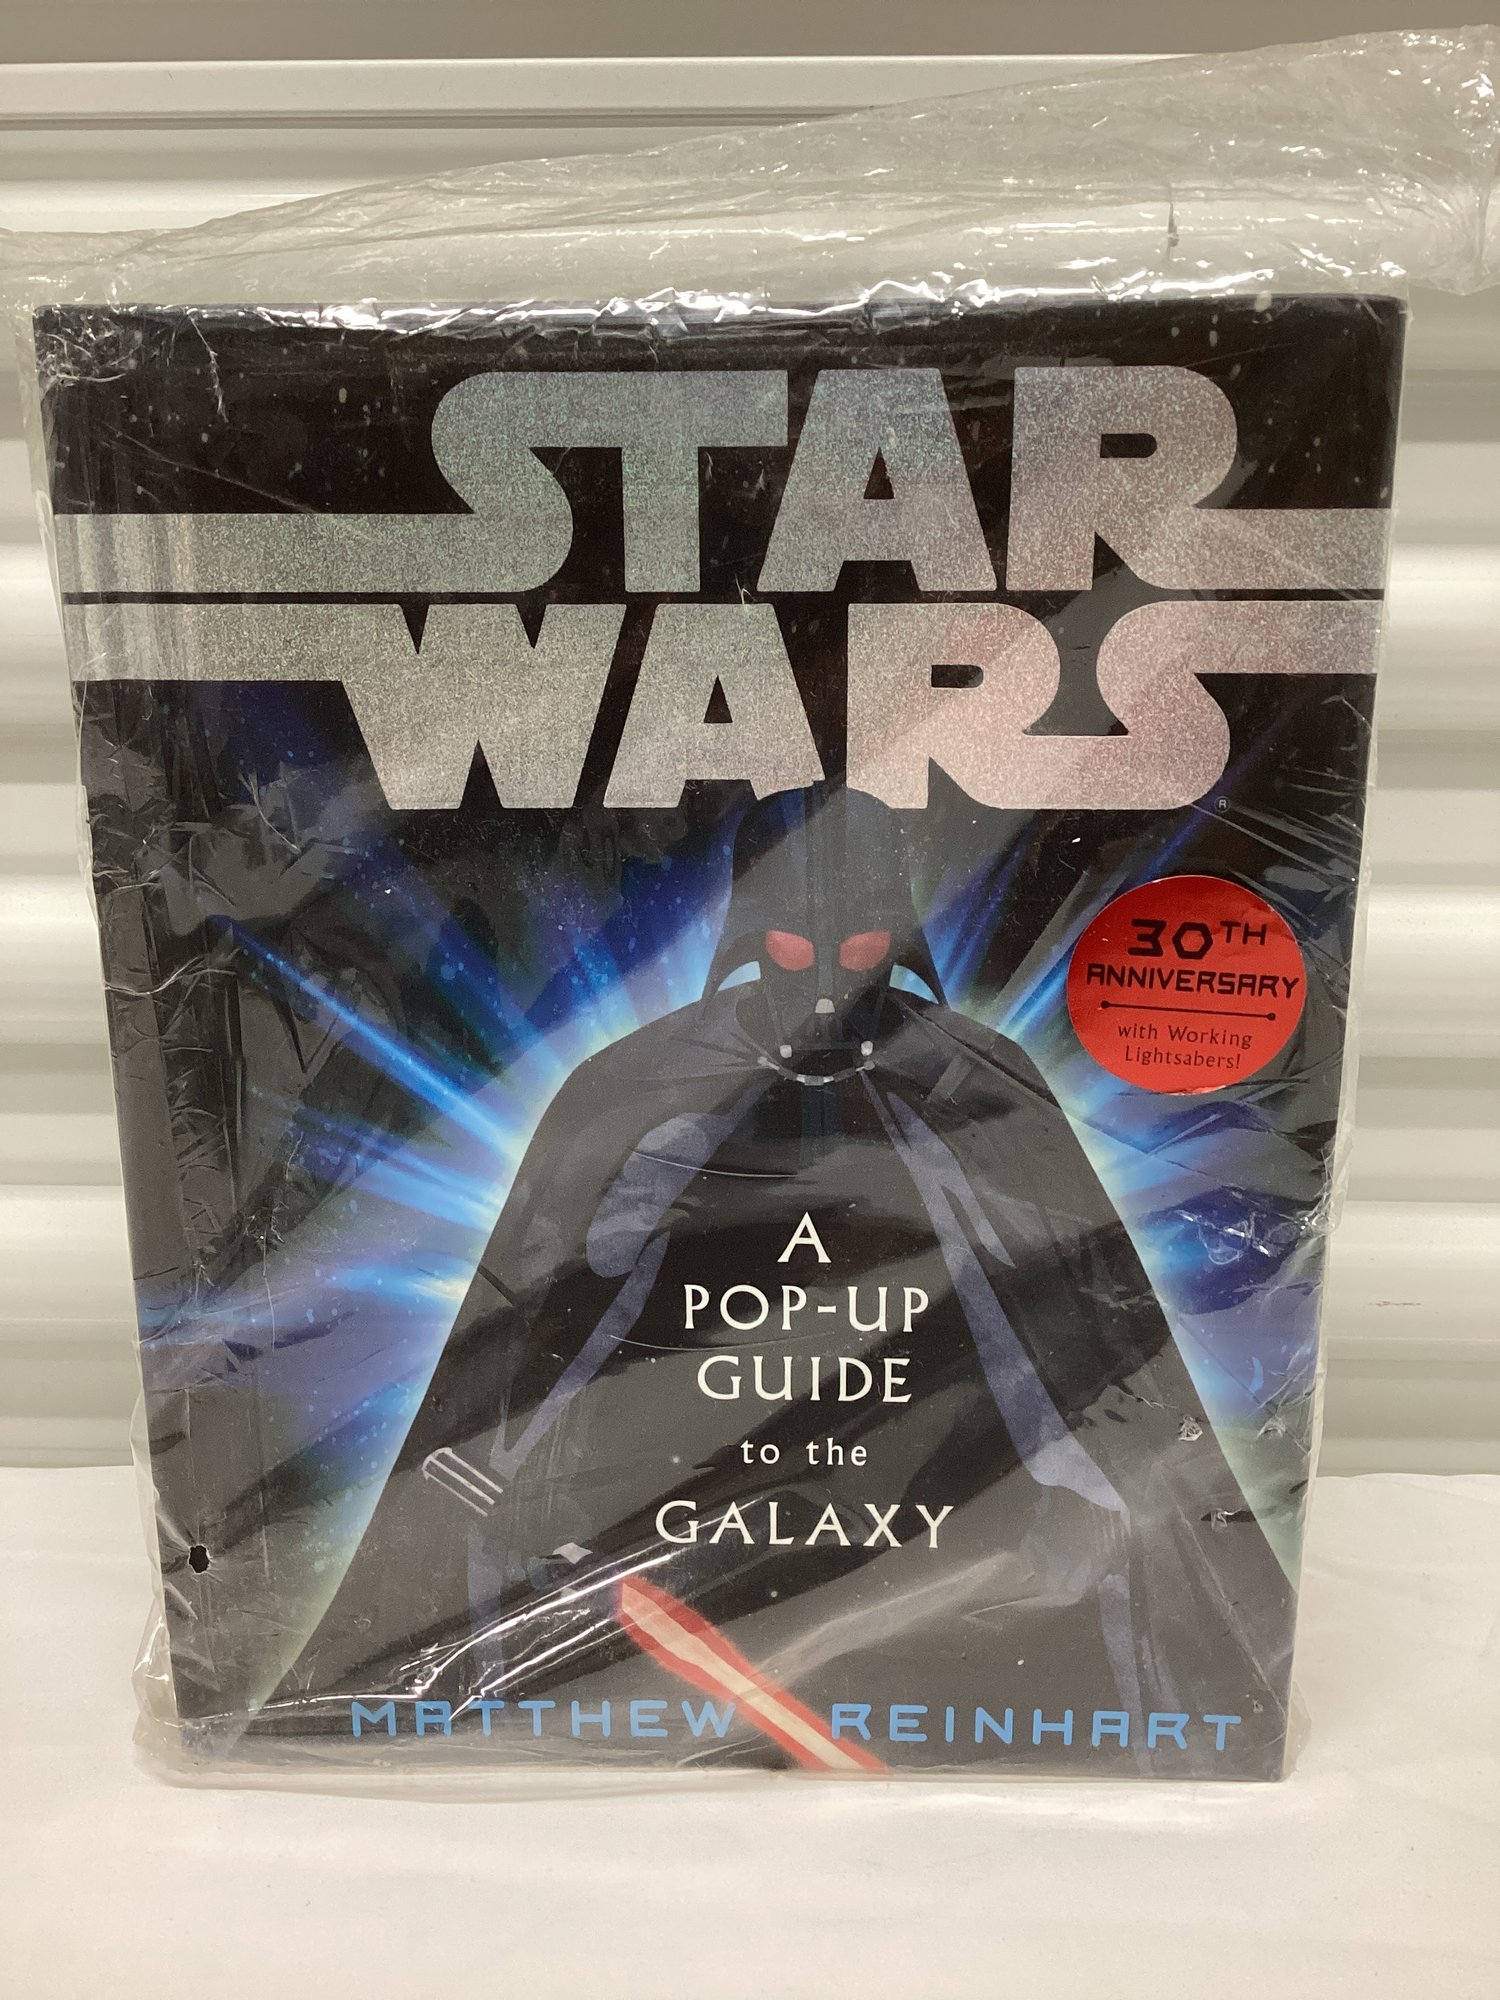 STAR
WARS
®
30TH
ANNIVERSARY
with Working
Lightsabers!
A
POP-UP
GUIDE
to the
GALAXY
MATTHEW REINHART